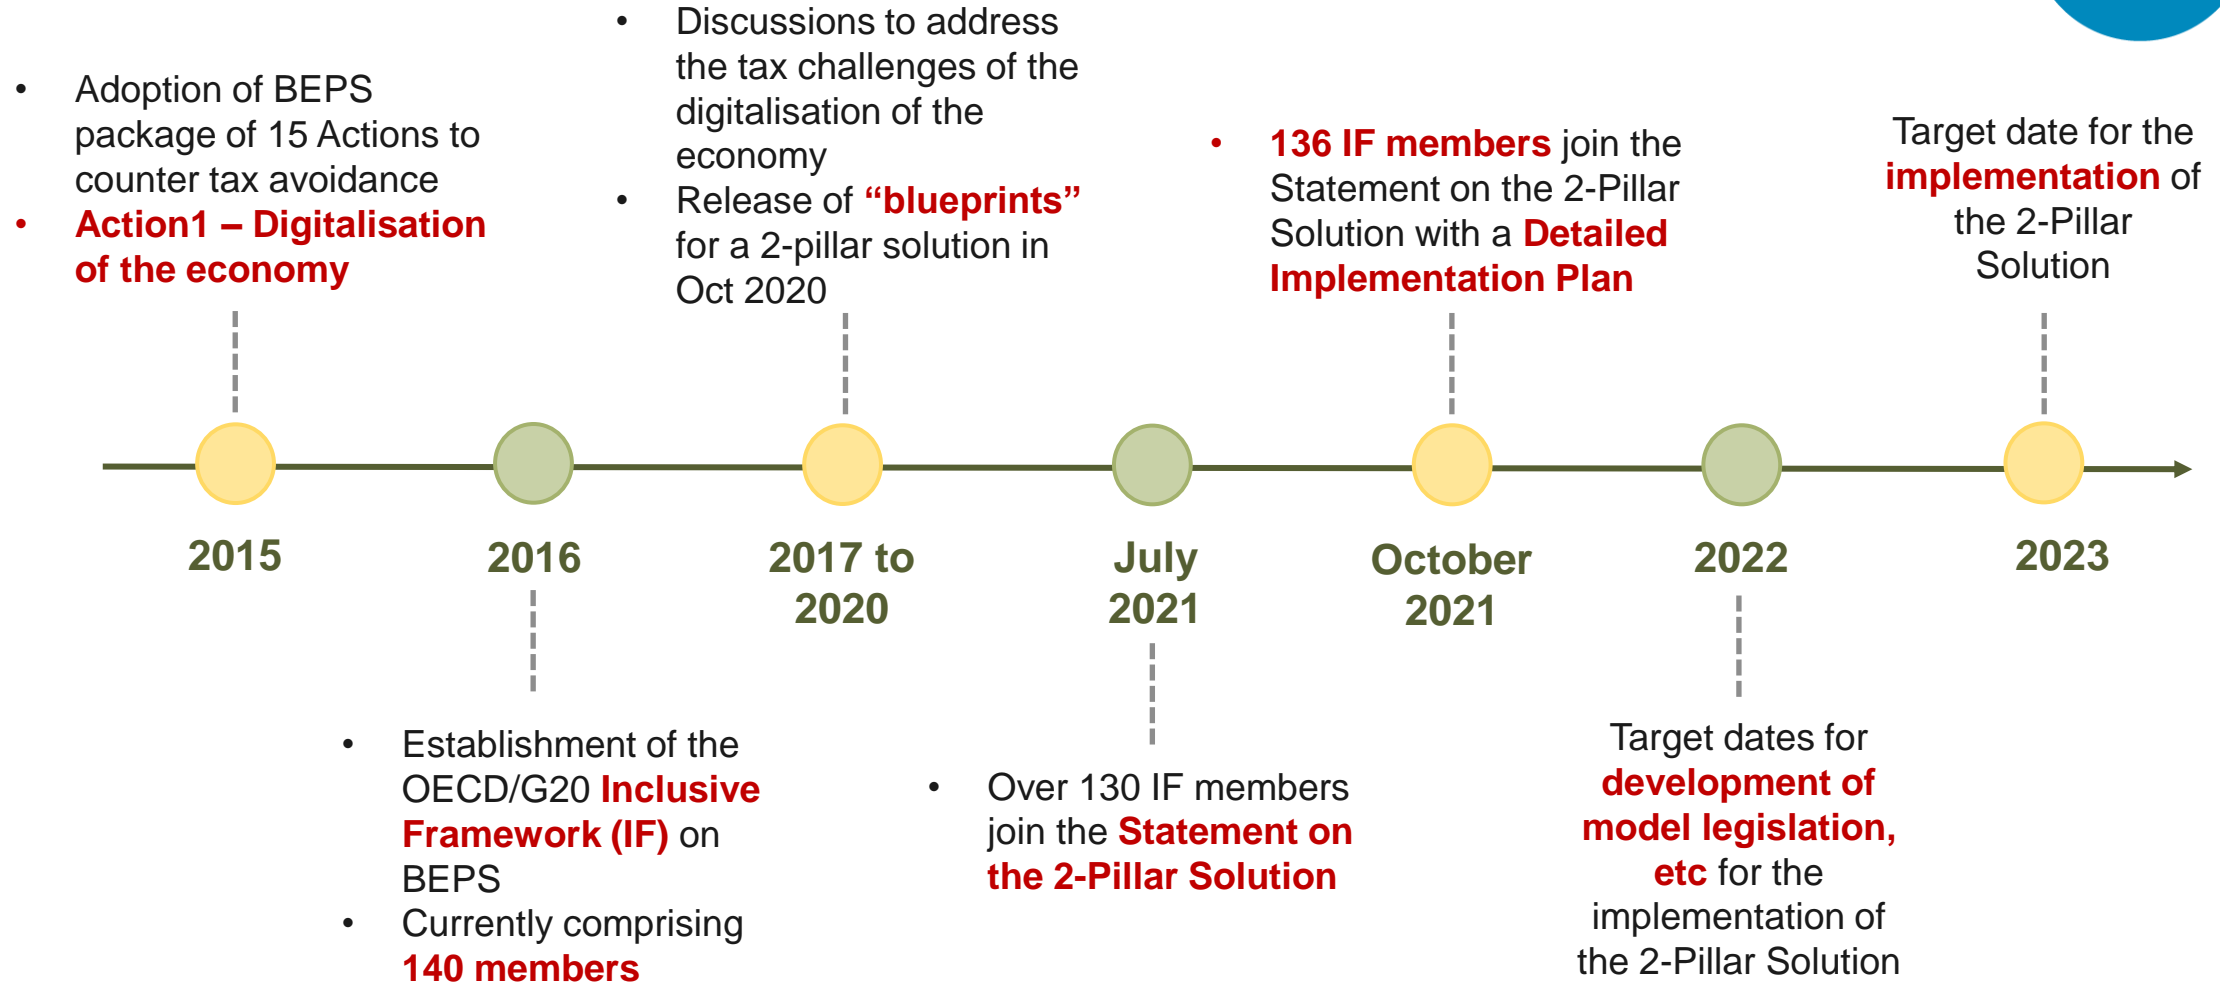 • Adoption of BEPS
package of 15 Actions to
counter tax avoidance
• Action1 – Digitalisation
of the economy
2015
2016
• Establishment of the
OECD/G20 Inclusive
Framework (IF) on
BEPS
• Currently comprising
140 members
• Discussions to address
the tax challenges of the
digitalisation of the
economy
• Release of “blueprints”
for a 2-pillar solution in
Oct 2020
2017 to
2020
July
2021
• Over 130 IF members
join the Statement on
the 2-Pillar Solution
• 136 IF members join the
Statement on the 2-Pillar
Solution with a Detailed
Implementation Plan
October
2021
2022
Target dates for
development of
model legislation,
etc for the
implementation of
the 2-Pillar Solution
Target date for the
implementation of
the 2-Pillar
Solution
2023